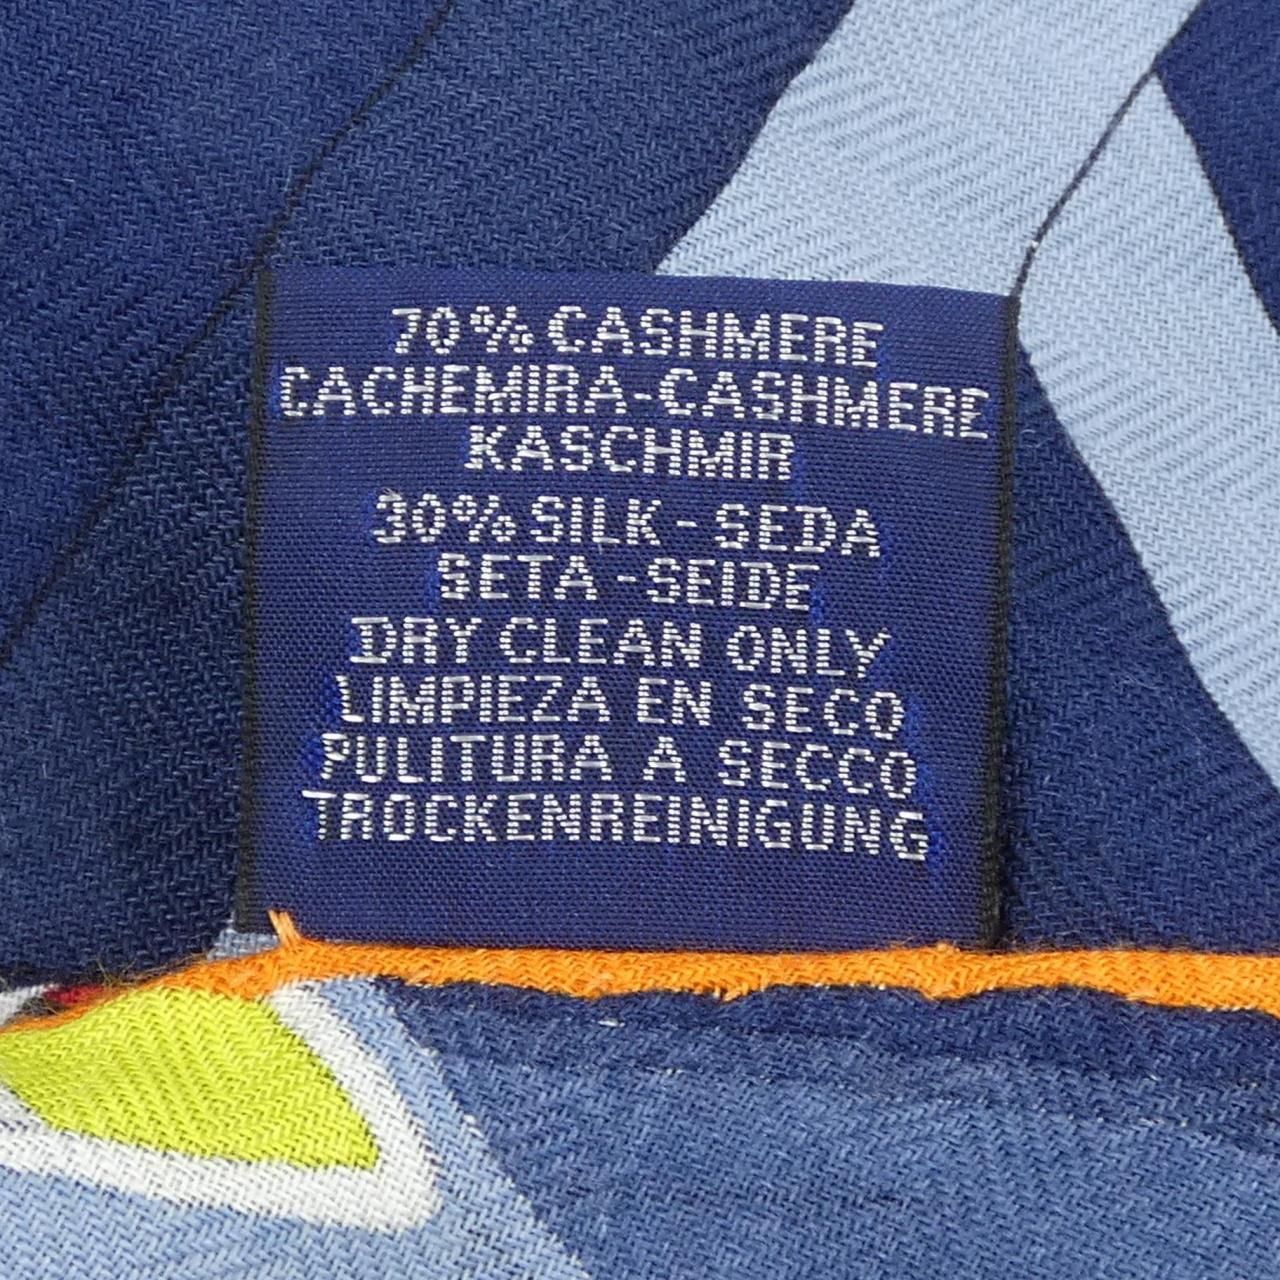 70% CASHMERE
CACHEMIRA-CASHMERE
KASCHMIR
30% SILK - SEDA
SETA - SEIDE
DRY CLEAN ONLY
LIMPIEZA EN SECO
PULITURA A SECCO
TROCKENREINIGUNG